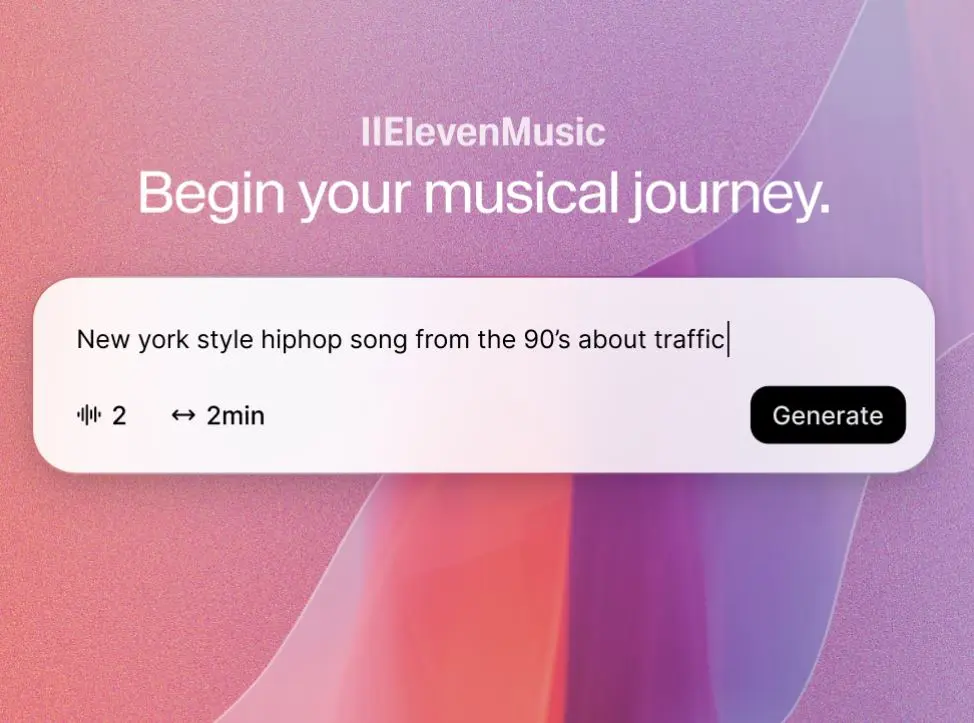 IIElevenMusic
Begin your musical journey.
New york style hiphop song from the 90’s about traffic
2 2min
Generate